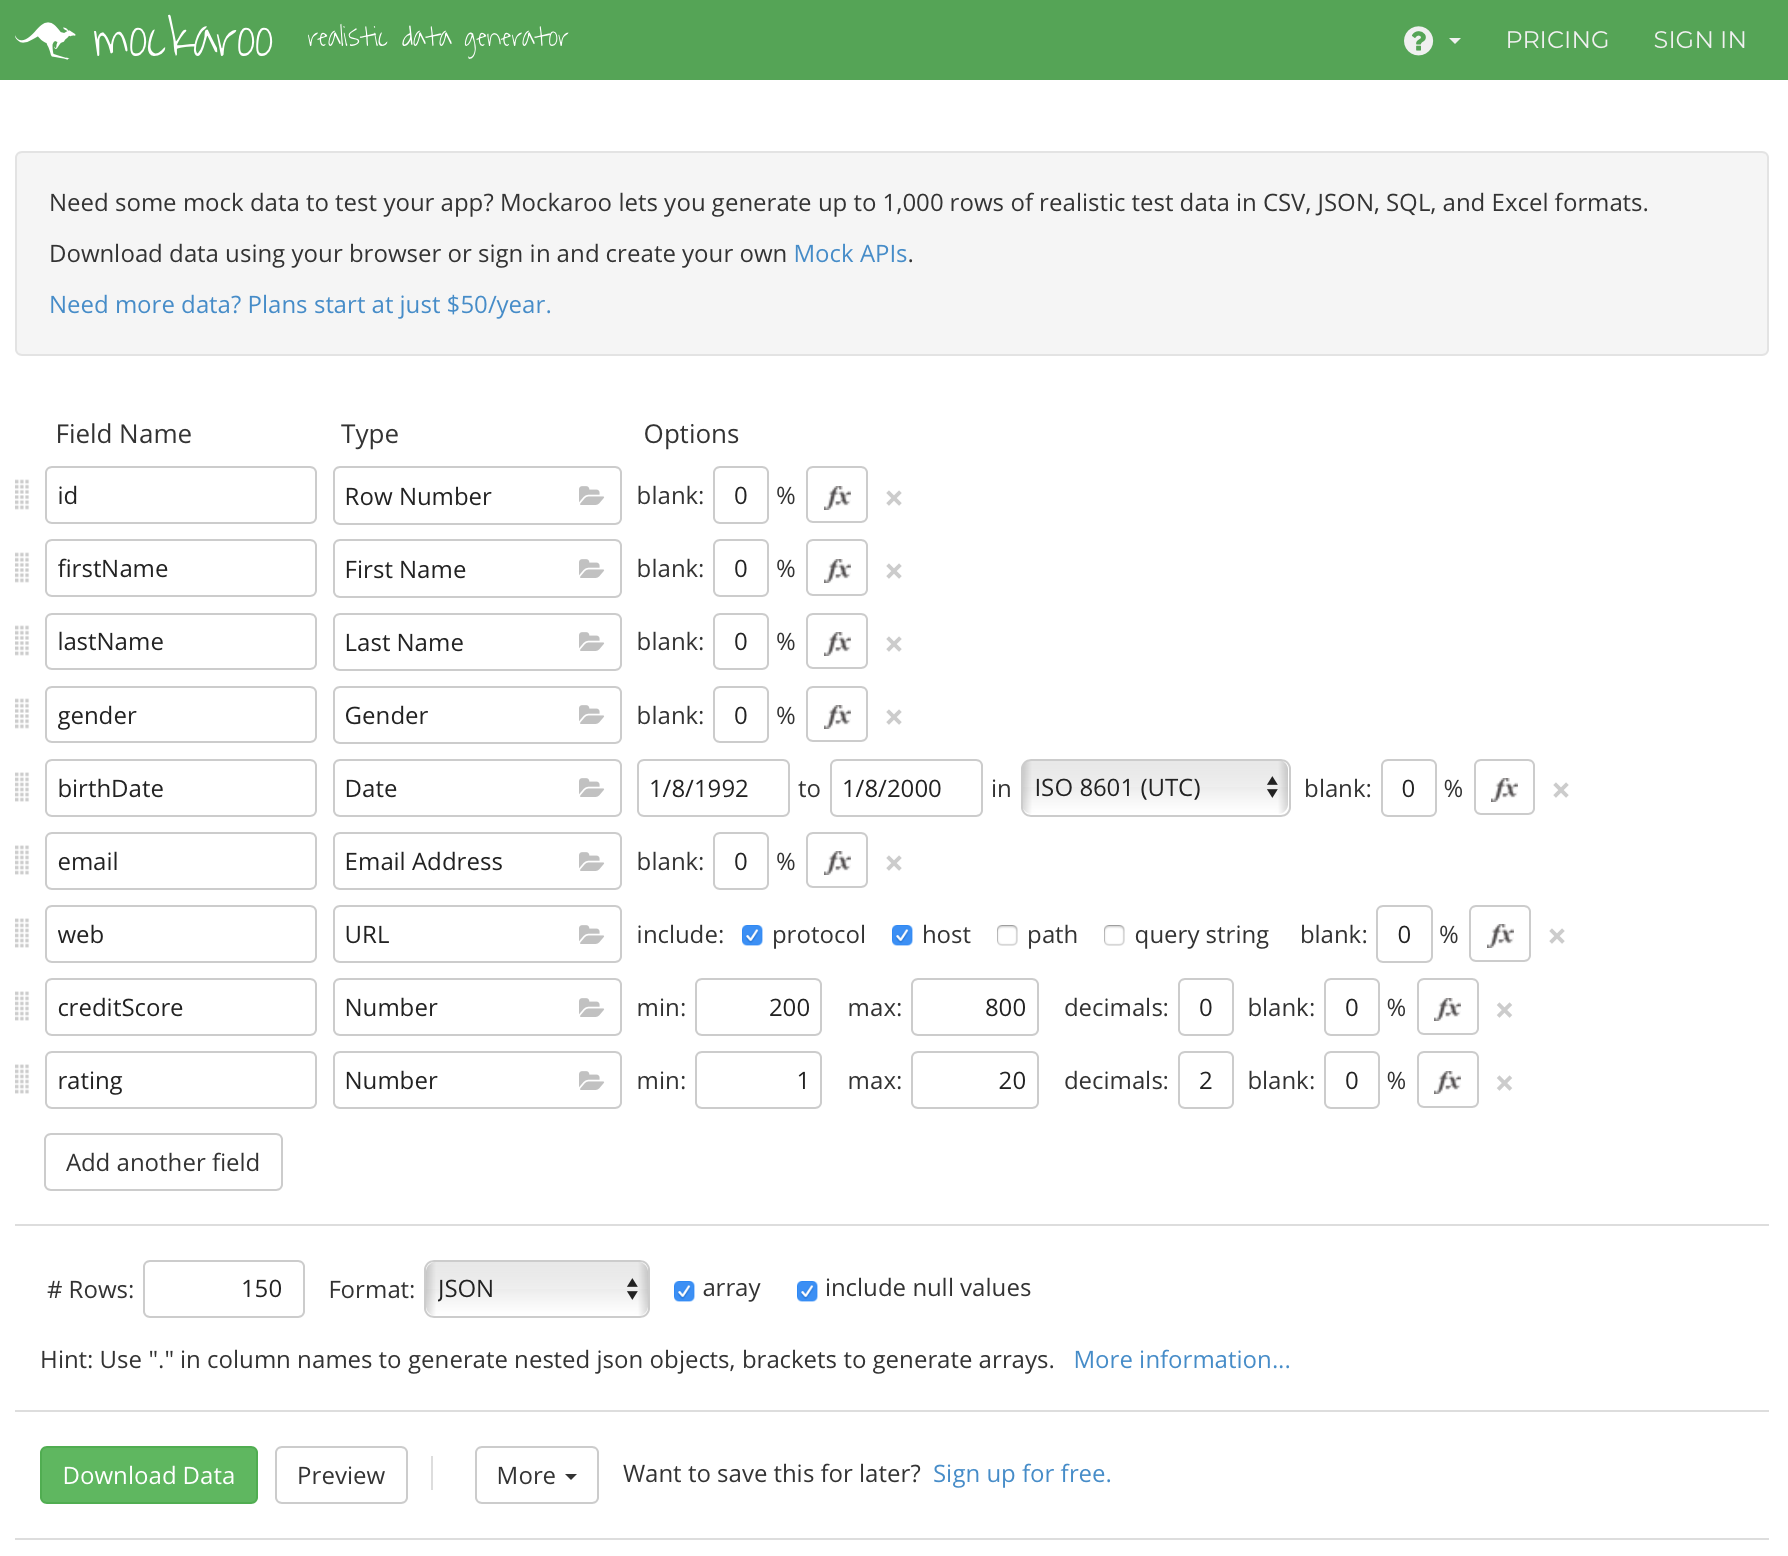 mockaroo realistic data generator ? PRICING SIGN IN
Need some mock data to test your app? Mockaroo lets you generate up to 1,000 rows of realistic test data in CSV, JSON, SQL, and Excel formats.
Download data using your browser or sign in and create your own Mock APIs.
Need more data? Plans start at just $50/year.
Field Name Type Options
id Row Number blank: 0 % fx ×
firstName First Name blank: 0 % fx ×
lastName Last Name blank: 0 % fx ×
gender Gender blank: 0 % fx ×
birthDate Date 1/8/1992 to 1/8/2000 in ISO 8601 (UTC) blank: 0 % fx ×
email Email Address blank: 0 % fx ×
web URL include: protocol host path query string blank: 0 % fx ×
creditScore Number min: 200 max: 800 decimals: 0 blank: 0 % fx ×
rating Number min: 1 max: 20 decimals: 2 blank: 0 % fx ×
Add another field
# Rows: 150 Format: JSON array include null values
Hint: Use "." in column names to generate nested json objects, brackets to generate arrays. More information...
Download Data Preview More Want to save this for later? Sign up for free.